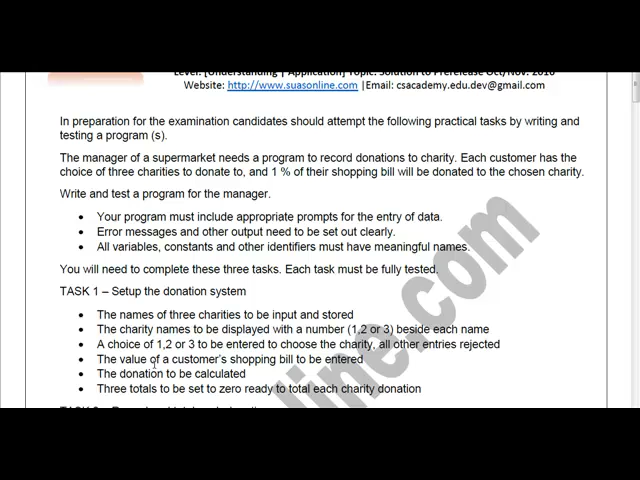 Level: [Understanding | Application] Topic: Solution to Prerelease Oct/Nov. 2016
Website: http://www.suasonline.com |Email: csacademy.edu.dev@gmail.com
In preparation for the examination candidates should attempt the following practical tasks by writing and
testing a program (s).
The manager of a supermarket needs a program to record donations to charity. Each customer has the
choice of three charities to donate to, and 1 % of their shopping bill will be donated to the chosen charity.
Write and test a program for the manager.
• Your program must include appropriate prompts for the entry of data.
• Error messages and other output need to be set out clearly.
• All variables, constants and other identifiers must have meaningful names.
You will need to complete these three tasks. Each task must be fully tested.
TASK 1 – Setup the donation system
• The names of three charities to be input and stored
• The charity names to be displayed with a number (1,2 or 3) beside each name
• A choice of 1,2 or 3 to be entered to choose the charity, all other entries rejected
• The value of a customer's shopping bill to be entered
• The donation to be calculated
• Three totals to be set to zero ready to total each charity donation
line.com